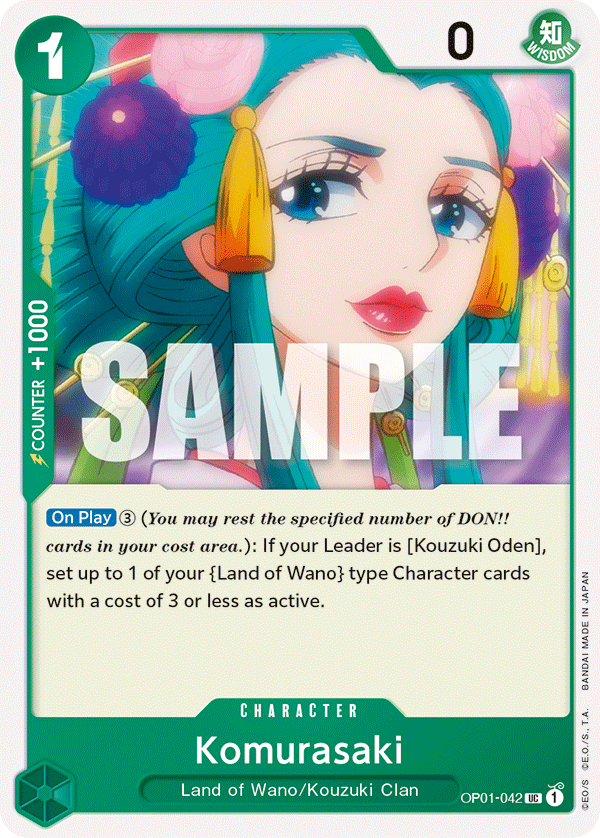 1
0
知
WISDOM
COUNTER +1000
SAMPLE
On Play ③ (You may rest the specified number of DON!!
cards in your cost area.): If your Leader is [Kouzuki Oden],
set up to 1 of your {Land of Wano} type Character cards
with a cost of 3 or less as active.
CHARACTER
Komurasaki
Land of Wano/Kouzuki Clan
OP01-042 UC 1
©E.O/S ©E.O./S., T.A. BANDAI MADE IN JAPAN